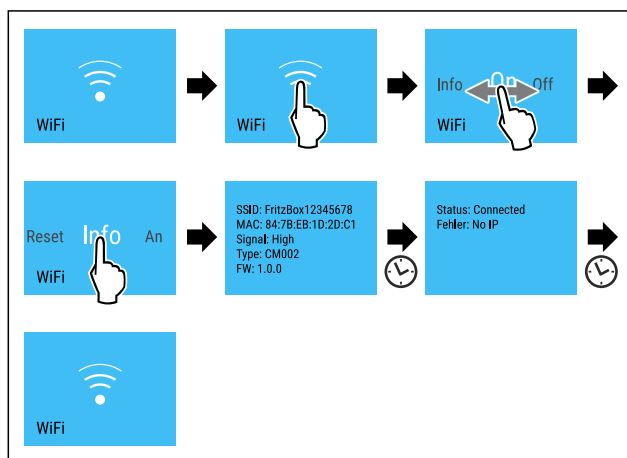 WiFi
WiFi
Info On Off
WiFi
Reset Info An
WiFi
SSID: FritzBox12345678
MAC: 84:7B:EB:1D:2D:C1
Signal: High
Type: CM002
FW: 1.0.0
Status: Connected
Fehler: No IP
WiFi